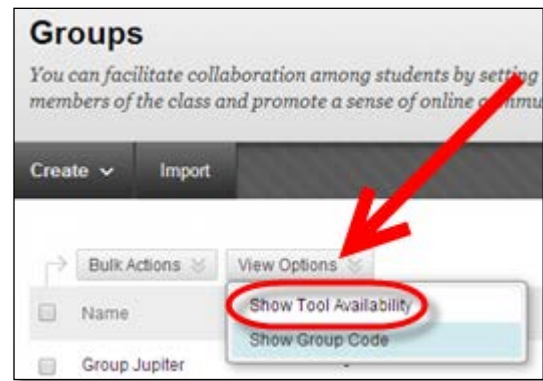 Groups
You can facilitate collaboration among students by setting
members of the class and promote a sense of online
Create Import
Bulk Actions View Options
Name Show Tool Availability
Show Group Code
Group Jupiter